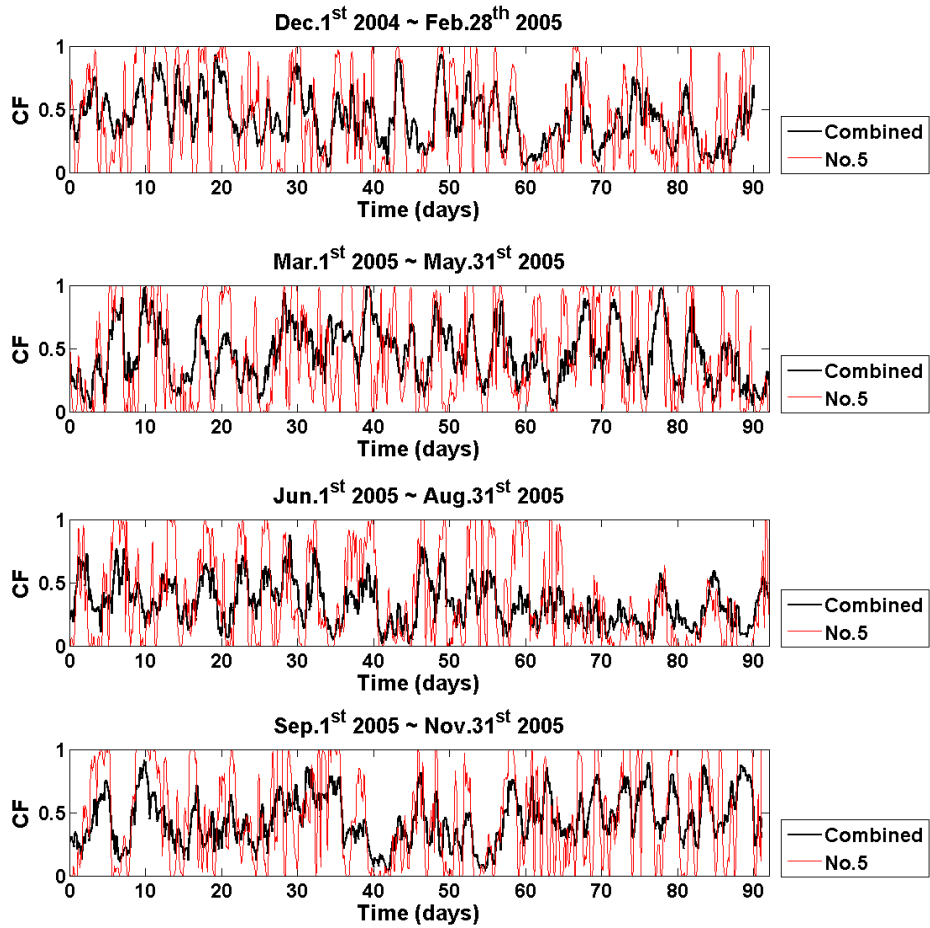 Dec.1st 2004 ~ Feb.28th 2005
1
0.5
0
CF
0 10 20 30 40 50 60 70 80 90
Time (days)
Combined
No.5
Mar.1st 2005 ~ May.31st 2005
1
0.5
0
CF
0 10 20 30 40 50 60 70 80 90
Time (days)
Combined
No.5
Jun.1st 2005 ~ Aug.31st 2005
1
0.5
0
CF
0 10 20 30 40 50 60 70 80 90
Time (days)
Combined
No.5
Sep.1st 2005 ~ Nov.31st 2005
1
0.5
0
CF
0 10 20 30 40 50 60 70 80 90
Time (days)
Combined
No.5